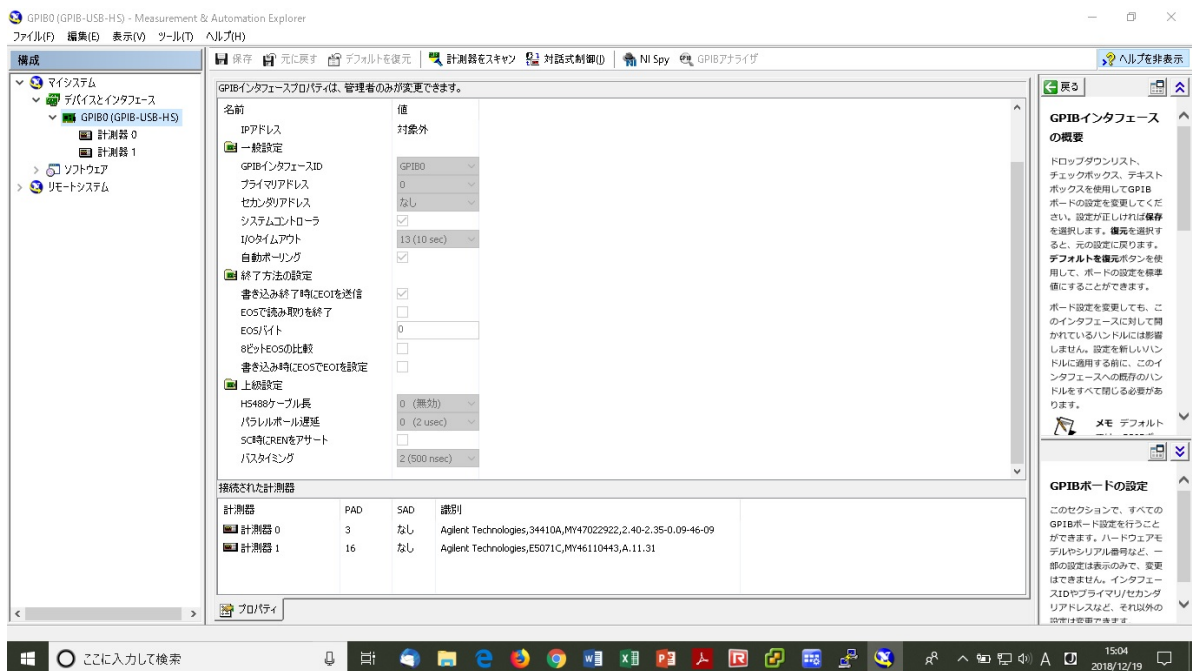 GPIB0 (GPIB-USB-HS) - Measurement & Automation Explorer
ファイル(F) 編集(E) 表示(V) ツール(T) ヘルプ(H)
構成
保存 元に戻す デフォルトを復元 計測器をスキャン 対話式制御(I) NI Spy GPIBアナライザ
ヘルプを非表示
マイシステム
デバイスとインタフェース
GPIB0 (GPIB-USB-HS)
計測器 0
計測器 1
ソフトウェア
リモートシステム
GPIBインタフェースプロパティは、管理者のみが変更できます。
名前 値
IPアドレス 対象外
一般設定
GPIBインタフェースID GPIB0
プライマリアドレス 0
セカンダリアドレス なし
システムコントローラ
I/Oタイムアウト 13 (10 sec)
自動ポーリング
終了方法の設定
書き込み終了時にEOIを送信
EOSで読み取りを終了
EOSバイト 0
8ビットEOSの比較
書き込み時にEOSでEOIを設定
上級設定
HS488ケーブル長 0 (無効)
パラレルポール遅延 0 (2 usec)
SC時にRENをアサート
バスタイミング 2 (500 nsec)
接続された計測器
計測器 PAD SAD 識別
計測器 0 3 なし Agilent Technologies,34410A,MY47022922,2.40-2.35-0.09-46-09
計測器 1 16 なし Agilent Technologies,E5071C,MY46110443,A.11.31
プロパティ
戻る
GPIBインタフェース
の概要
ドロップダウンリスト、
チェックボックス、テキスト
ボックスを使用してGPIB
ボードの設定を変更してくだ
さい。設定が正しければ保存
を選択します。復元を選択す
ると、元の設定に戻ります。
デフォルトを復元ボタンを使
用して、ボードの設定を標準
値にすることができます。
ボード設定を変更しても、こ
のインタフェースに対して開
かれているハンドルには影響
しません。設定を新しいハン
ドルに適用する前に、このイ
ンタフェースへの既存のハン
ドルをすべて閉じる必要があ
ります。
メモ デフォルト
GPIBボードの設定
このセクションで、すべての
GPIBボード設定を行うこと
ができます。ハードウェアモ
デルやシリアル番号など、一
部の設定は表示のみで、変更
はできません。インタフェー
スIDやプライマリ/セカンダ
リアドレスなど、それ以外の
設定は変更できます。
ここに入力して検索
A
15:04
2018/12/19